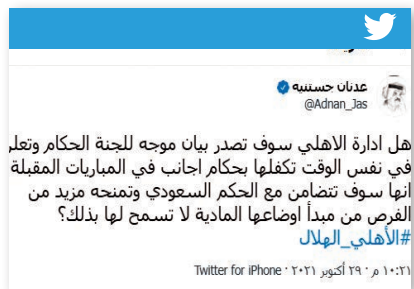 عدنان جستنيه
@Adnan_Jas
هل ادارة الاهلي سوف تصدر بيان موجه للجنة الحكام وتعلن
في نفس الوقت تكفلها بحكام اجانب في المباريات المقبلة
انها سوف تتضامن مع الحكم السعودي وتمنحه مزيد من
الفرص من مبدأ اوضاعها المادية لا تسمح لها بذلك؟
#الأهلي_الهلال
١٠:٢١ م · ٢٩ أكتوبر ٢٠٢١ · Twitter for iPhone